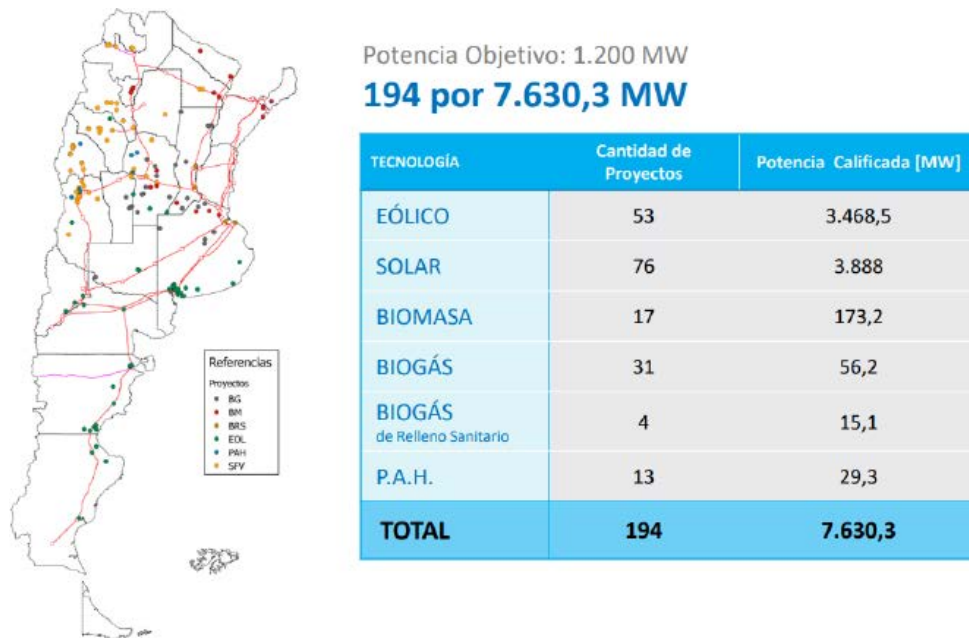 Potencia Objetivo: 1.200 MW
194 por 7.630,3 MW
TECNOLOGÍA
Cantidad de
Proyectos
Potencia Calificada [MW]
EÓLICO 53 3.468,5
SOLAR 76 3.888
BIOMASA 17 173,2
BIOGÁS 31 56,2
BIOGÁS
de Relleno Sanitario
4 15,1
P.A.H. 13 29,3
TOTAL 194 7.630,3
Referencias
Proyectos
BG
BM
BRS
EOL
PAH
SFV